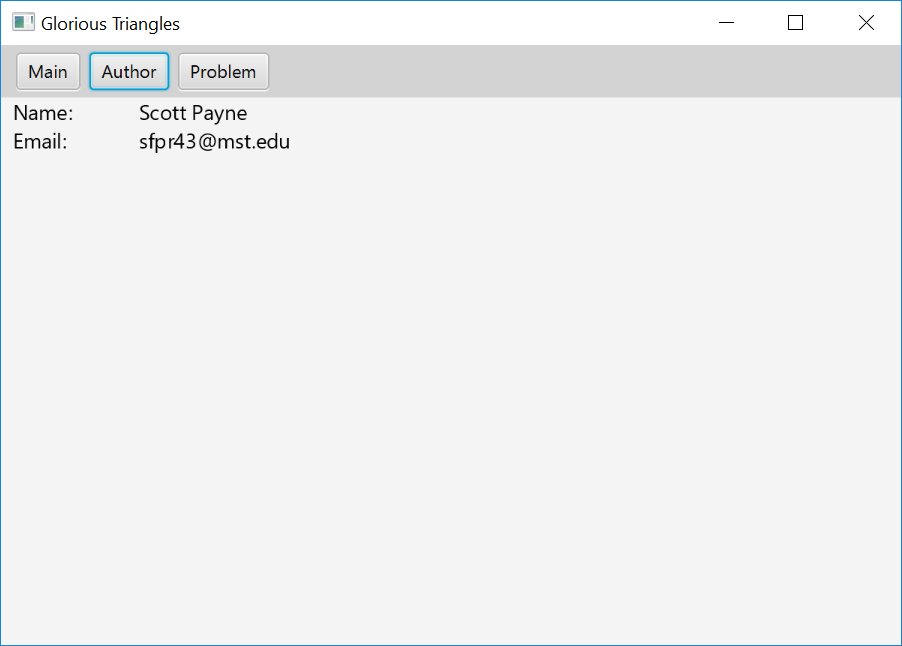 Glorious Triangles
Main Author Problem
Name: Scott Payne
Email: sfpr43@mst.edu